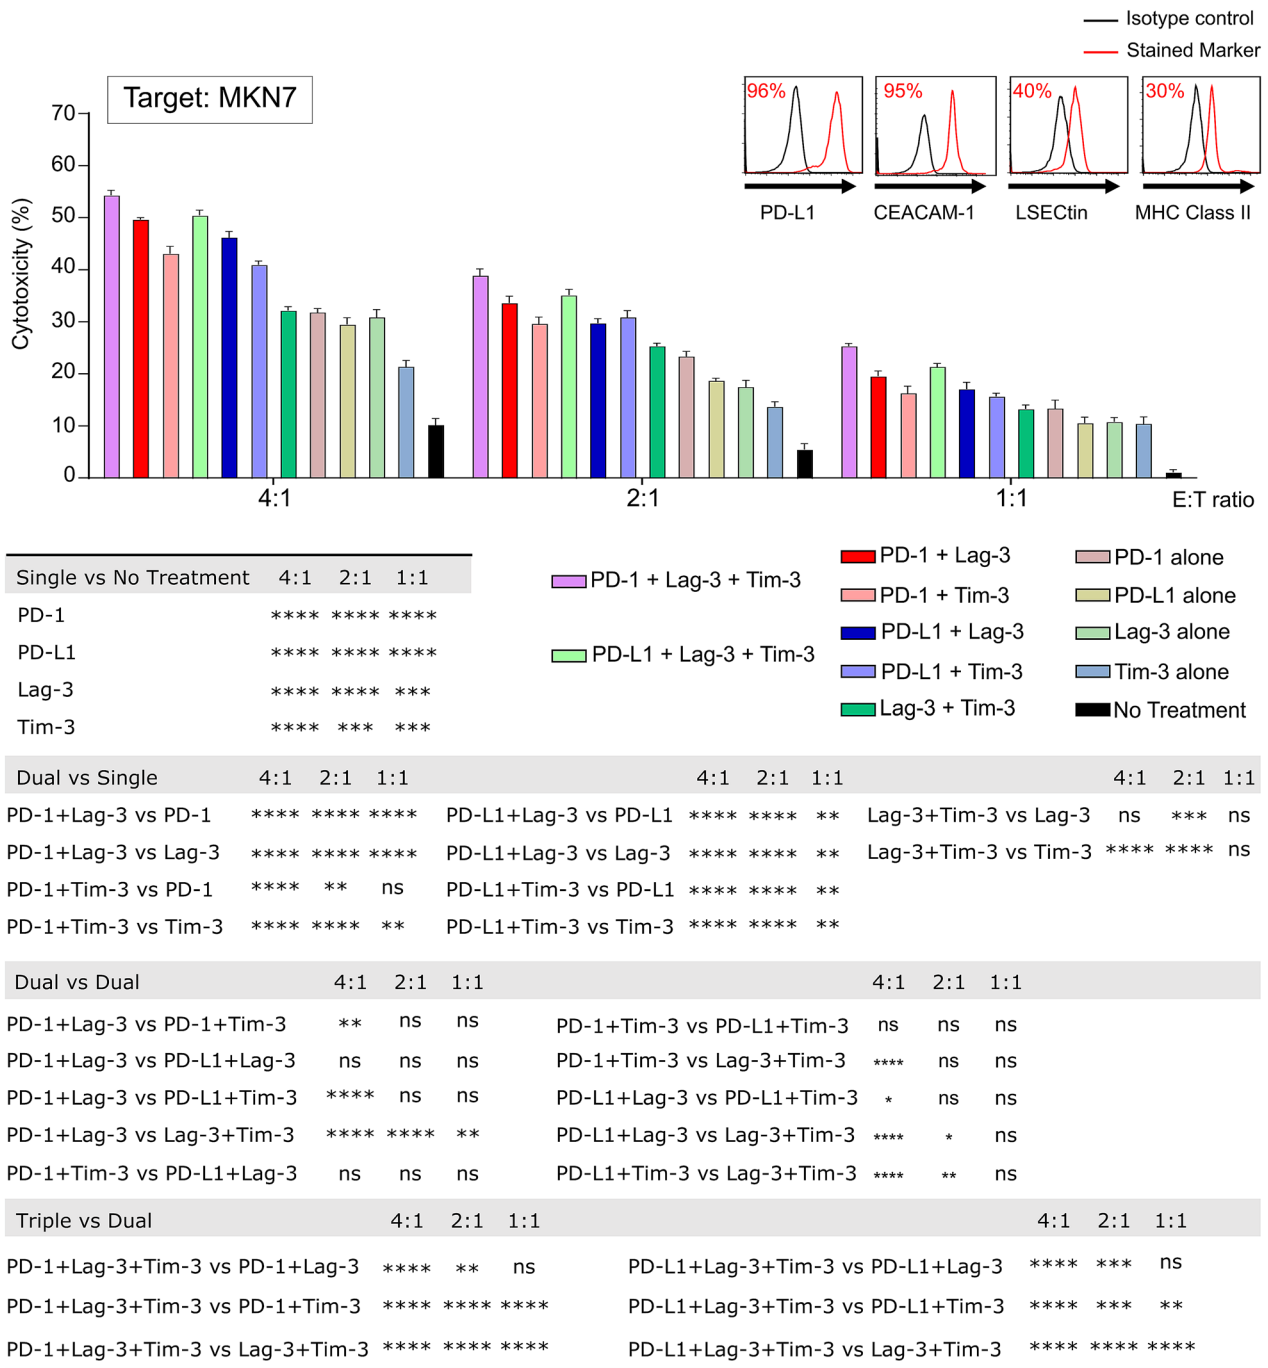 Isotype control
Stained Marker
Target: MKN7
96%
95%
40%
30%
PD-L1
CEACAM-1
LSECtin
MHC Class II
Cytotoxicity (%)
70
60
50
40
30
20
10
0
4:1
2:1
1:1
E:T ratio
PD-1 + Lag-3 + Tim-3
PD-L1 + Lag-3 + Tim-3
PD-1 + Lag-3
PD-1 + Tim-3
PD-L1 + Lag-3
PD-L1 + Tim-3
Lag-3 + Tim-3
PD-1 alone
PD-L1 alone
Lag-3 alone
Tim-3 alone
No Treatment
Single vs No Treatment 4:1 2:1 1:1
PD-1 **** **** ****
PD-L1 **** **** ****
Lag-3 **** **** ***
Tim-3 **** *** ***
Dual vs Single 4:1 2:1 1:1 4:1 2:1 1:1 4:1 2:1 1:1
PD-1+Lag-3 vs PD-1 **** **** **** PD-L1+Lag-3 vs PD-L1 **** **** ** Lag-3+Tim-3 vs Lag-3 ns *** ns
PD-1+Lag-3 vs Lag-3 **** **** **** PD-L1+Lag-3 vs Lag-3 **** **** ** Lag-3+Tim-3 vs Tim-3 **** **** ns
PD-1+Tim-3 vs PD-1 **** ** ns PD-L1+Tim-3 vs PD-L1 **** **** **
PD-1+Tim-3 vs Tim-3 **** **** ** PD-L1+Tim-3 vs Tim-3 **** **** **
Dual vs Dual 4:1 2:1 1:1 4:1 2:1 1:1
PD-1+Lag-3 vs PD-1+Tim-3 ** ns ns PD-1+Tim-3 vs PD-L1+Tim-3 ns ns ns
PD-1+Lag-3 vs PD-L1+Lag-3 ns ns ns PD-1+Tim-3 vs Lag-3+Tim-3 **** ns ns
PD-1+Lag-3 vs PD-L1+Tim-3 **** ns ns PD-L1+Lag-3 vs PD-L1+Tim-3 * ns ns
PD-1+Lag-3 vs Lag-3+Tim-3 **** **** ** PD-L1+Lag-3 vs Lag-3+Tim-3 **** * ns
PD-1+Tim-3 vs PD-L1+Lag-3 ns ns ns PD-L1+Tim-3 vs Lag-3+Tim-3 **** ** ns
Triple vs Dual 4:1 2:1 1:1 4:1 2:1 1:1
PD-1+Lag-3+Tim-3 vs PD-1+Lag-3 **** ** ns PD-L1+Lag-3+Tim-3 vs PD-L1+Lag-3 **** *** ns
PD-1+Lag-3+Tim-3 vs PD-1+Tim-3 **** **** **** PD-L1+Lag-3+Tim-3 vs PD-L1+Tim-3 **** *** **
PD-1+Lag-3+Tim-3 vs Lag-3+Tim-3 **** **** **** PD-L1+Lag-3+Tim-3 vs Lag-3+Tim-3 **** **** ****